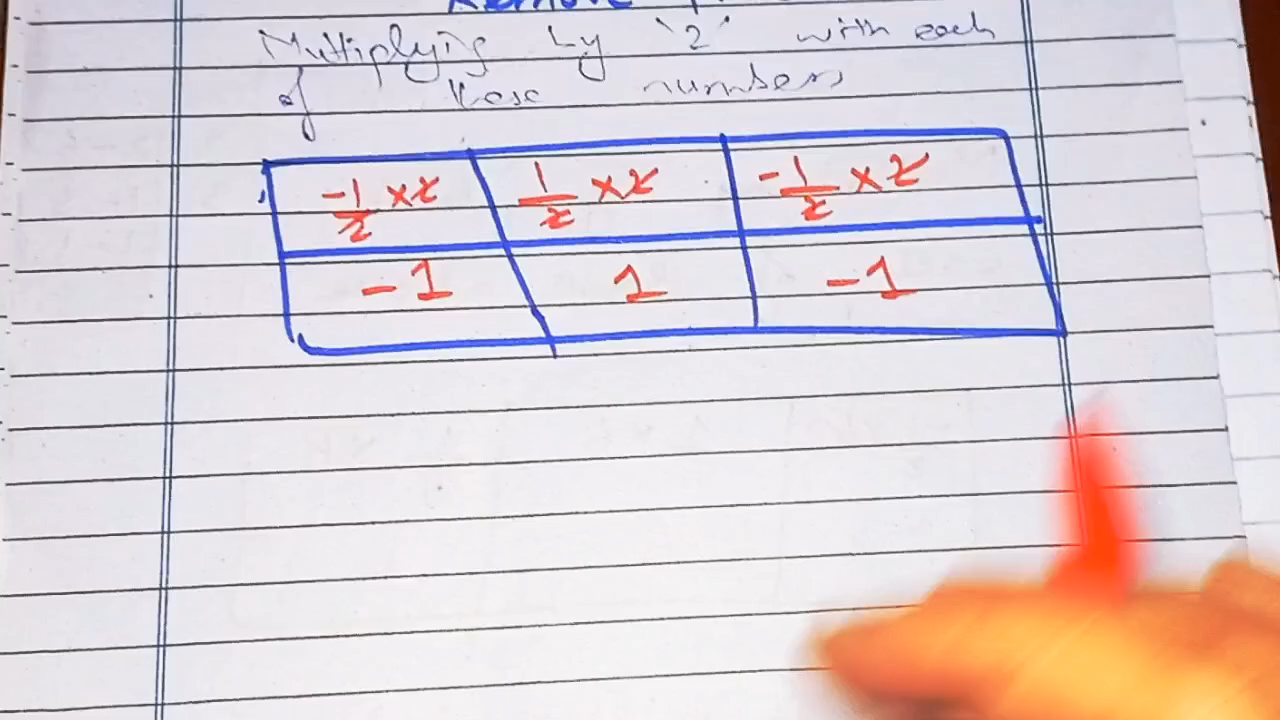 Remove
Multiplying by '2' with each
of these numbers
-1/2 ×2 1/2 ×2 -1/2 ×2
-1 1 -1